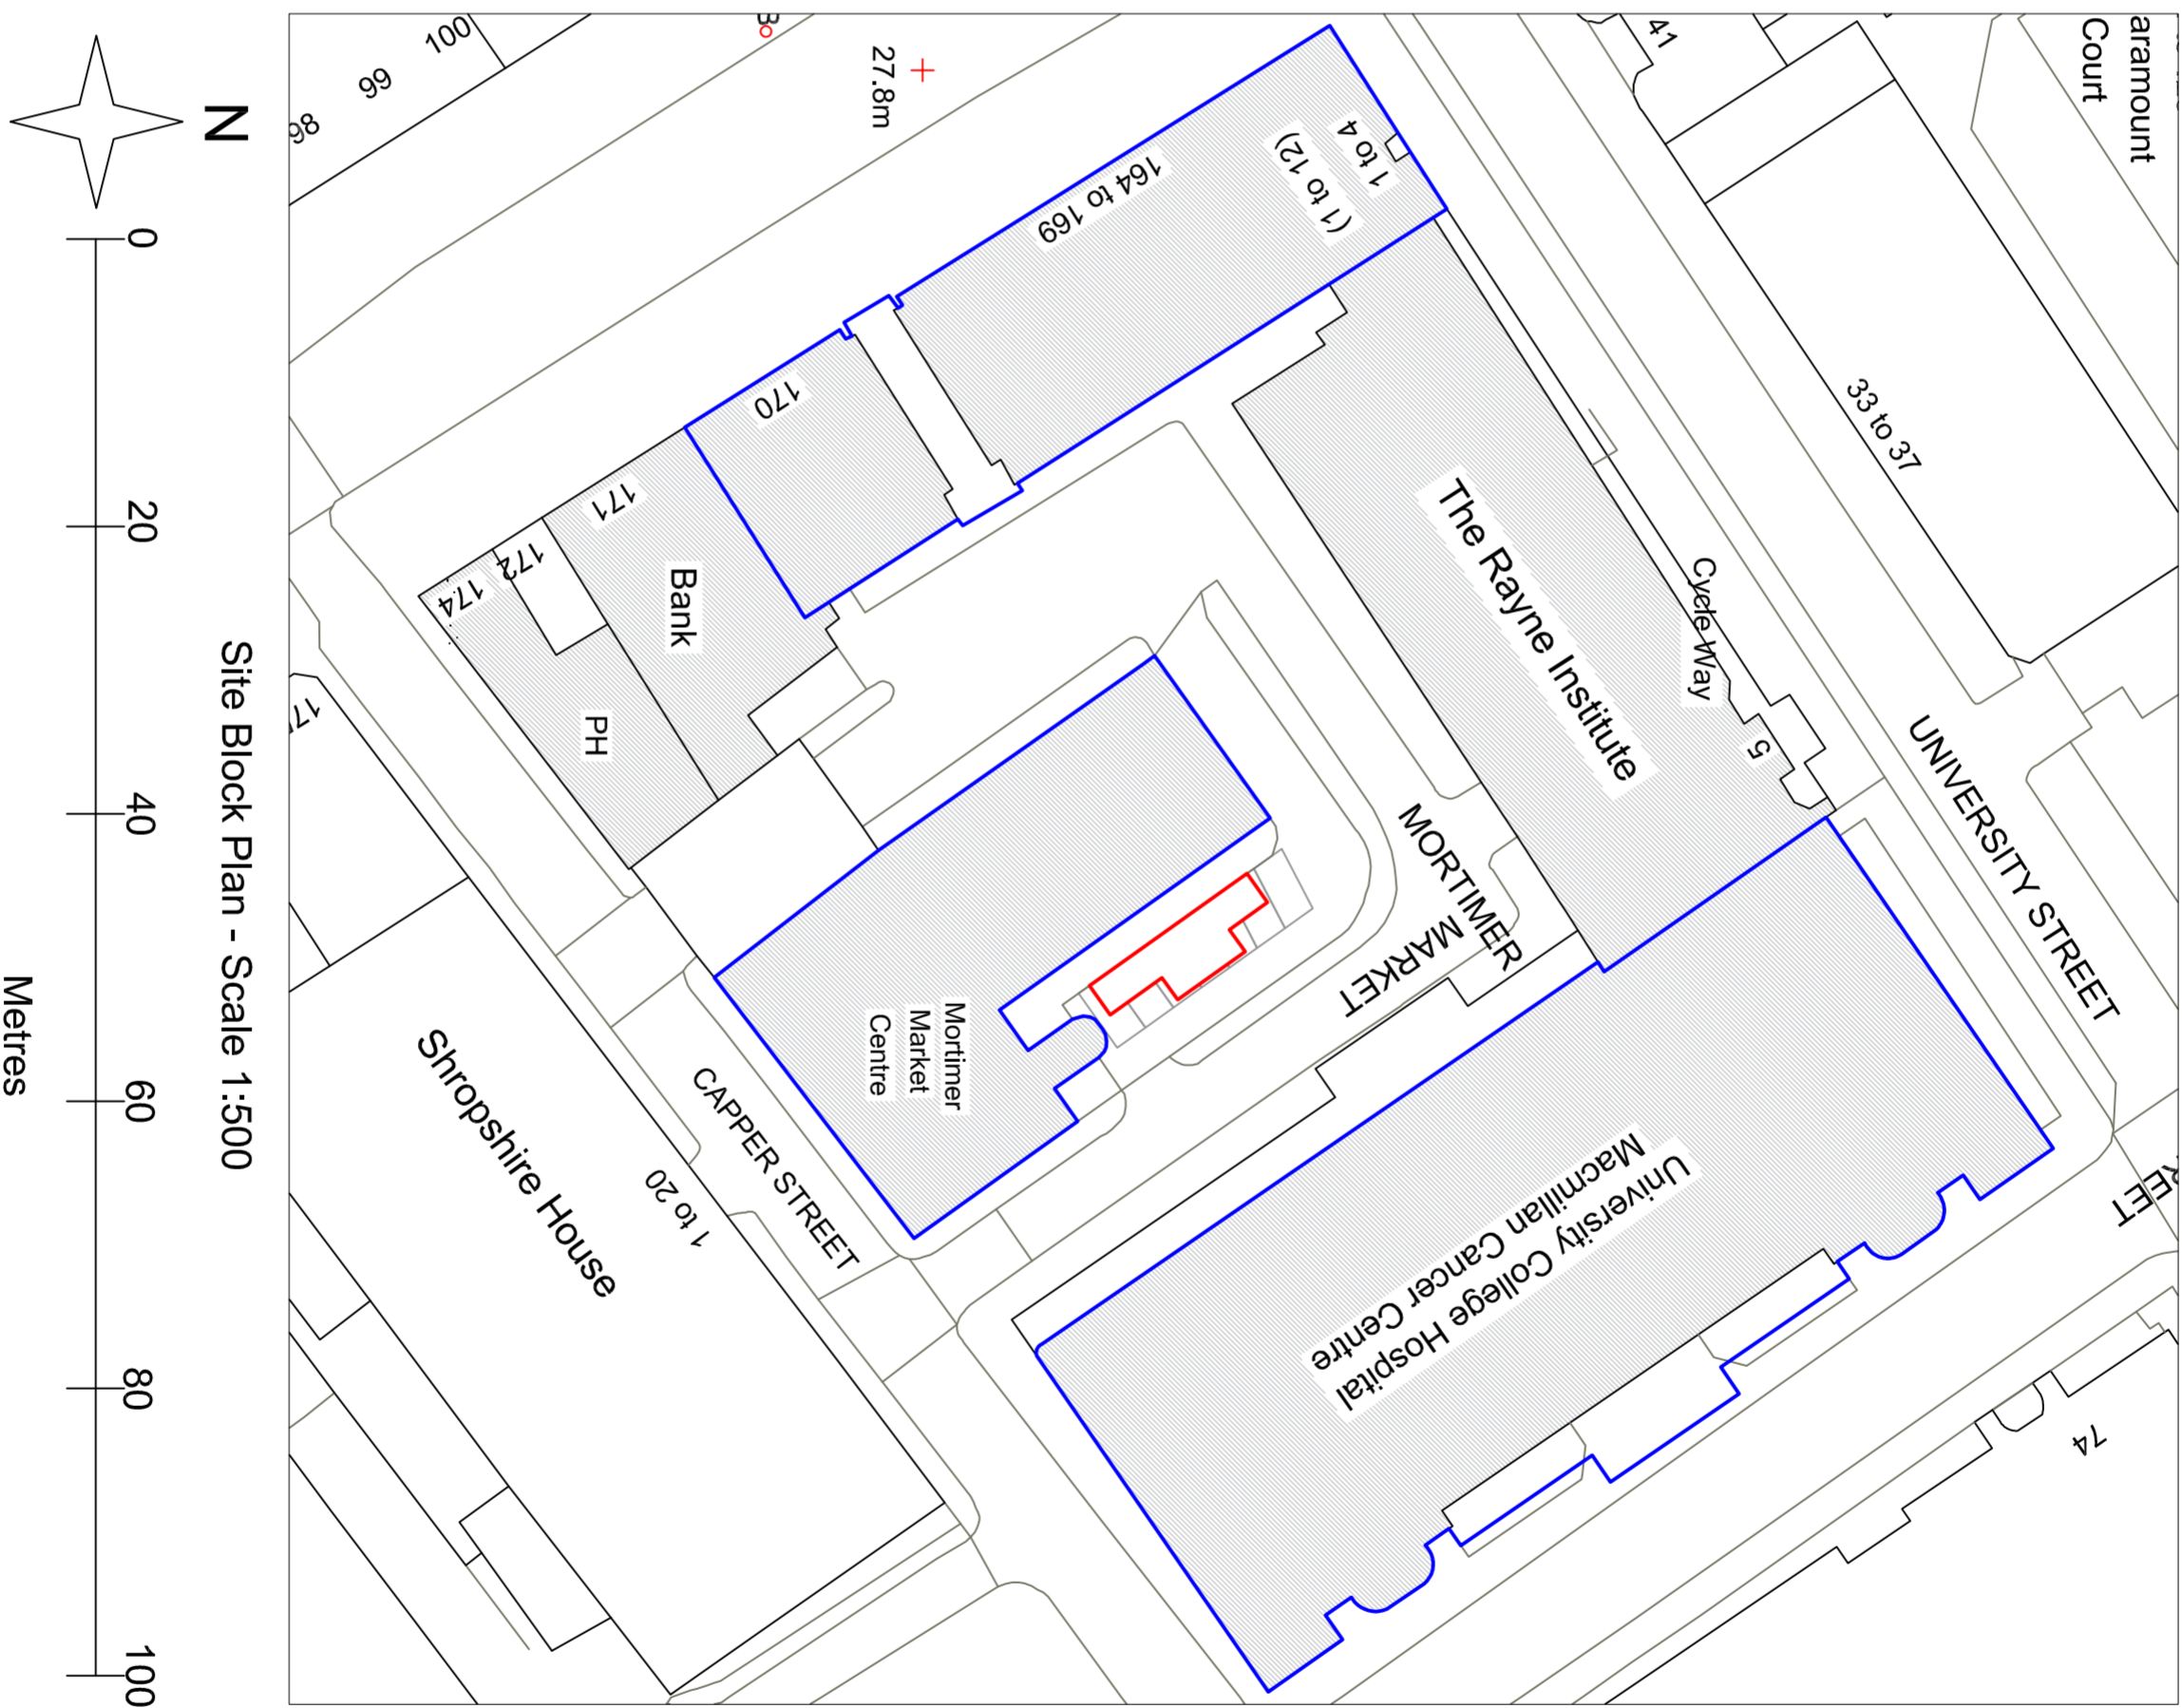 aramount
Court
41
33 to 37
UNIVERSITY STREET
Cycle Way
5
The Rayne Institute
1 to 4
(1 to 12)
164 to 169
27.8m
100
99
98
170
171
172
174
Bank
PH
MORTIMER
MARKET
Mortimer
Market
Centre
CAPPER STREET
1 to 20
Shropshire House
University College Hospital
Macmillan Cancer Centre
74
N
Site Block Plan - Scale 1:500
0
20
40
60
80
100
Metres